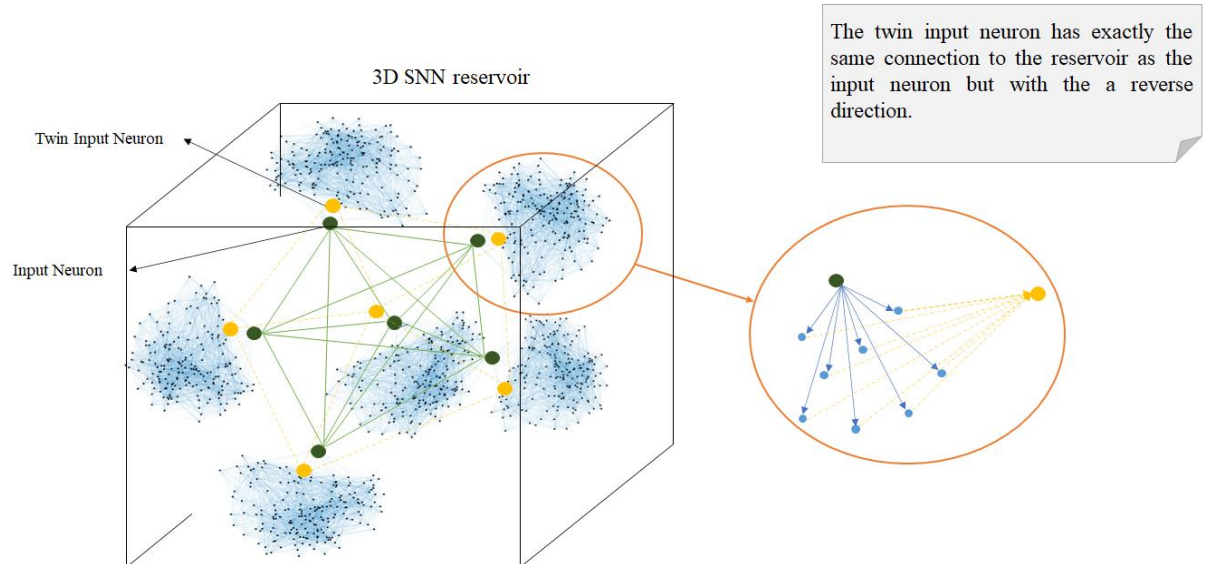 The twin input neuron has exactly the
same connection to the reservoir as the
input neuron but with the a reverse
direction.
3D SNN reservoir
Twin Input Neuron
Input Neuron